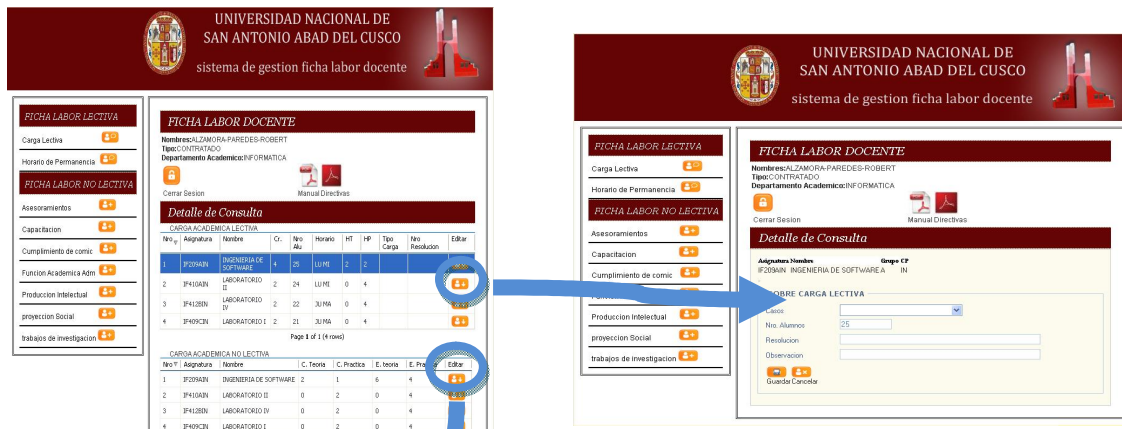 UNIVERSIDAD NACIONAL DE
SAN ANTONIO ABAD DEL CUSCO
sistema de gestion ficha labor docente
FICHA LABOR LECTIVA
Carga Lectiva
Horario de Permanencia
FICHA LABOR NO LECTIVA
Asesoramientos
Capacitacion
Cumplimiento de comic
Funcion Academica Adm
Produccion Intelectual
proyeccion Social
trabajos de investigacion
FICHA LABOR DOCENTE
Nombres:ALZAMORA-PAREDES-ROBERT
Tipo:CONTRATADO
Departamento Academico:INFORMATICA
Cerrar Sesion Manual Directivas
Detalle de Consulta
CARGA ACADEMICA LECTIVA
Nro Asignatura Nombre Cr. Nro Alu Horario HT HP Tipo Carga Nro Resolucion Editar
1 IF209AIN INGENIERIA DE SOFTWARE 4 25 LU MI 2 2
2 IF410AIN LABORATORIO II 2 24 LU MI 0 4
3 IF412BIN LABORATORIO IV 2 22 JU MA 0 4
4 IF409CIN LABORATORIO I 2 21 JU MA 0 4
Page 1 of 1 (4 rows)
CARGA ACADEMICA NO LECTIVA
Nro Asignatura Nombre C. Teoria C. Practica E. teoria E. Editar
1 IF209AIN INGENIERIA DE SOFTWARE 2 1 6 4
2 IF410AIN LABORATORIO II 0 2 0 4
3 IF412BIN LABORATORIO IV 0 2 0 4
4 IF409CIN LABORATORIO I 0 2 0 4
UNIVERSIDAD NACIONAL DE
SAN ANTONIO ABAD DEL CUSCO
sistema de gestion ficha labor docente
FICHA LABOR LECTIVA
Carga Lectiva
Horario de Permanencia
FICHA LABOR NO LECTIVA
Asesoramientos
Capacitacion
Cumplimiento de comic
Produccion Intelectual
proyeccion Social
trabajos de investigacion
FICHA LABOR DOCENTE
Nombres:ALZAMORA-PAREDES-ROBERT
Tipo:CONTRATADO
Departamento Academico:INFORMATICA
Cerrar Sesion Manual Directivas
Detalle de Consulta
Asignatura Nombre Grupo CP
IF209AIN INGENIERIA DE SOFTWARE A IN
SOBRE CARGA LECTIVA
Casos
Nro. Alumnos 25
Resolucion
Observacion
Guardar Cancelar